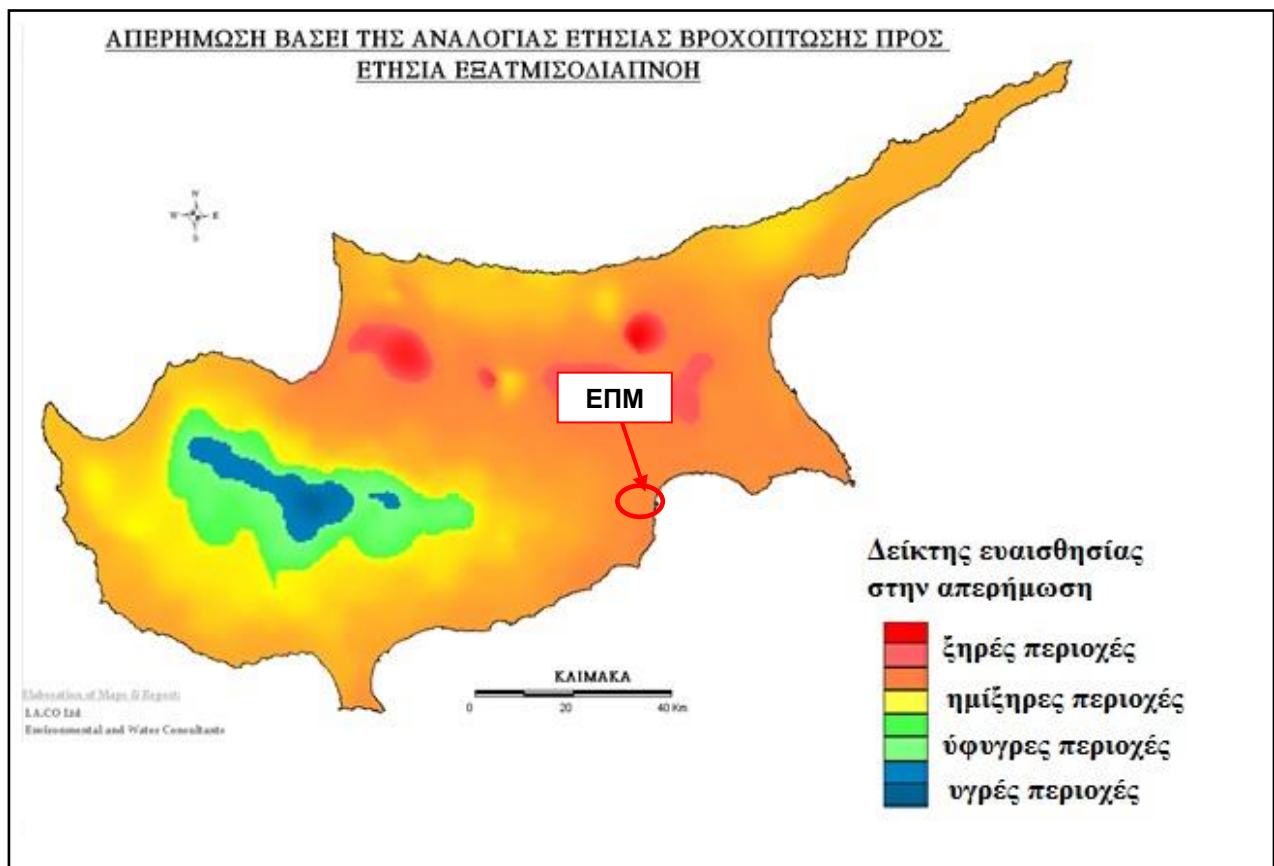 ΑΠΕΡΗΜΩΣΗ ΒΑΣΕΙ ΤΗΣ ΑΝΑΛΟΓΙΑΣ ΕΤΗΣΙΑΣ ΒΡΟΧΟΠΤΩΣΗΣ ΠΡΟΣ
ΕΤΗΣΙΑ ΕΞΑΤΜΙΣΟΔΙΑΠΝΟΗ
N
W E
S
ΕΠΜ
Δείκτης ευαισθησίας
στην απερήμωση
ξηρές περιοχές
ημίξηρες περιοχές
ύφυγρες περιοχές
υγρές περιοχές
ΚΛΙΜΑΚΑ
0 20 40 Km
Elaboration of Maps & Reports
I.A.CO Ltd
Environmental and Water Consultants